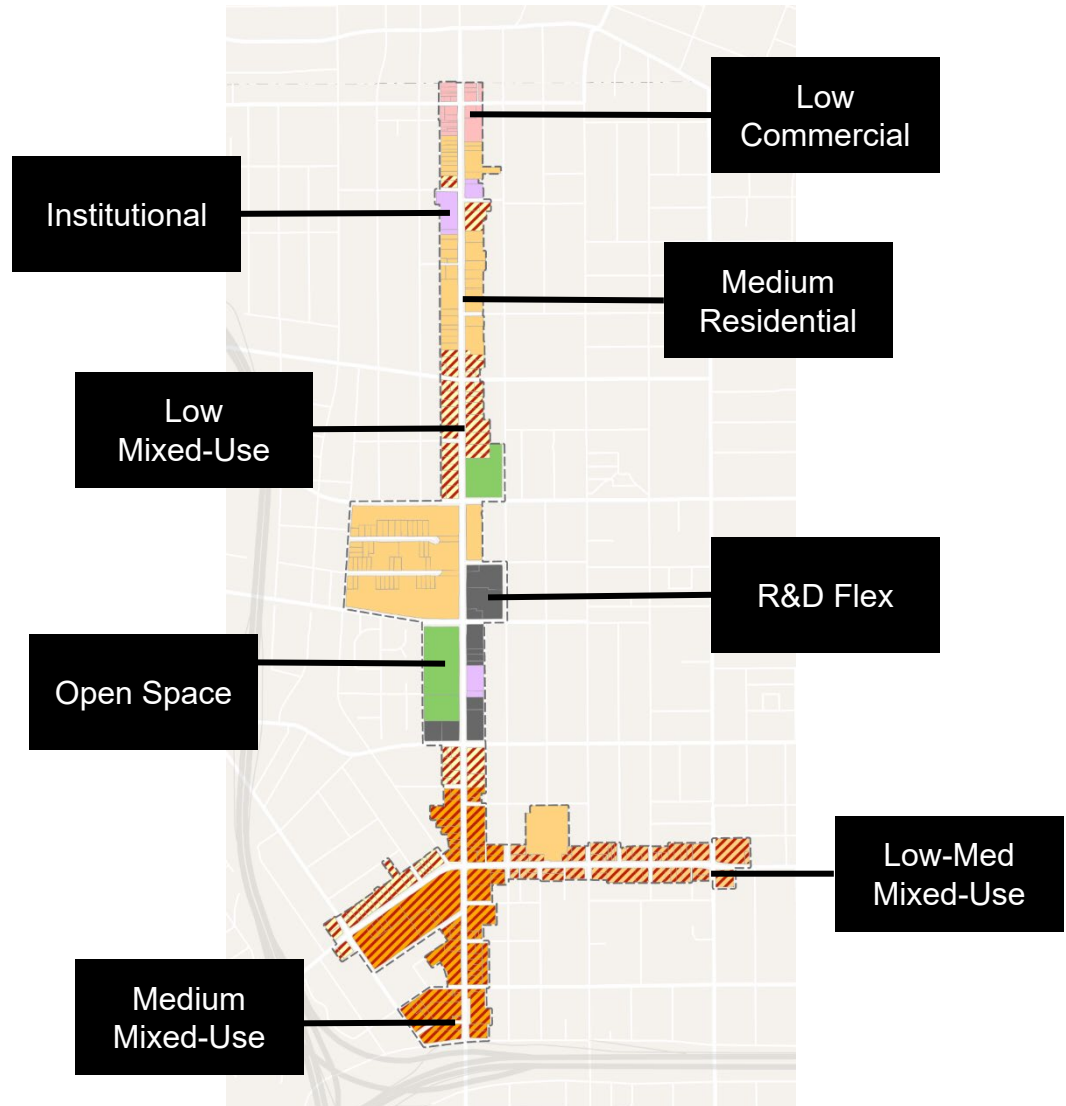 Low
Commercial
Institutional
Medium
Residential
Low
Mixed-Use
R&D Flex
Open Space
Low-Med
Mixed-Use
Medium
Mixed-Use